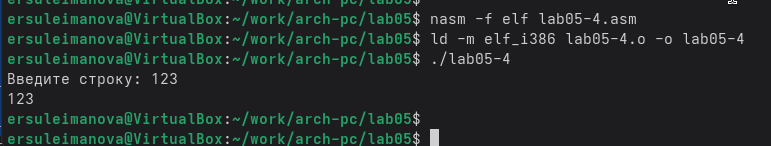 ersuleimanova@VirtualBox:~/work/arch-pc/lab05$ nasm -f elf lab05-4.asm
ersuleimanova@VirtualBox:~/work/arch-pc/lab05$ ld -m elf_i386 lab05-4.o -o lab05-4
ersuleimanova@VirtualBox:~/work/arch-pc/lab05$ ./lab05-4
Введите строку: 123
123
ersuleimanova@VirtualBox:~/work/arch-pc/lab05$
ersuleimanova@VirtualBox:~/work/arch-pc/lab05$